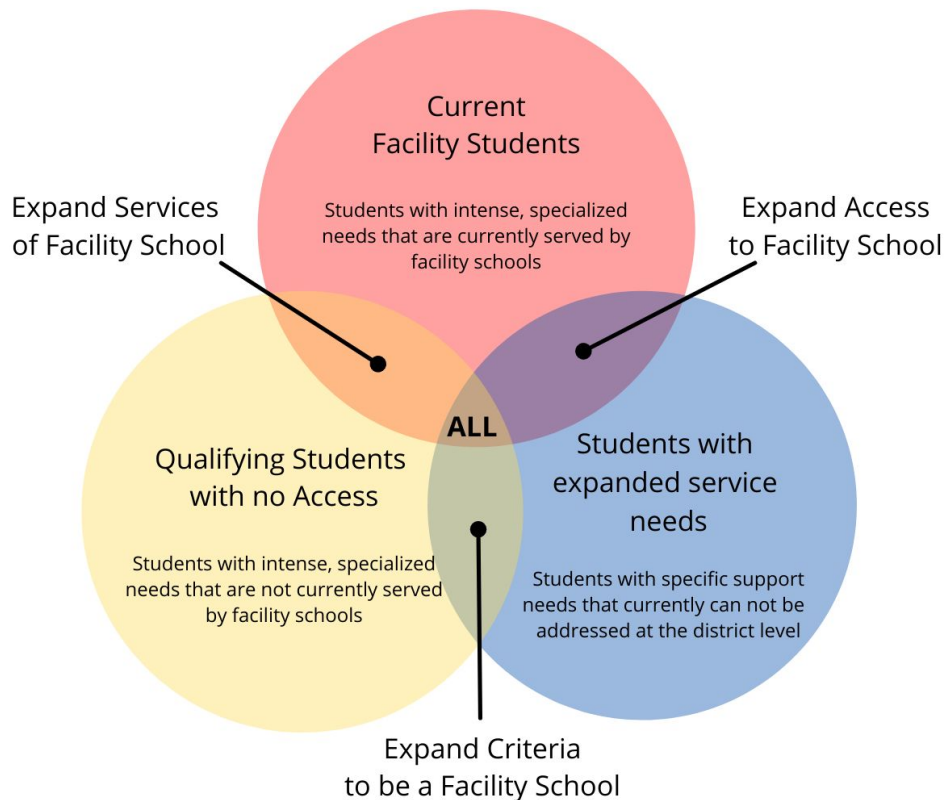 Current
Facility Students
Students with intense, specialized
needs that are currently served by
facility schools
Expand Services
of Facility School
Expand Access
to Facility School
ALL
Qualifying Students
with no Access
Students with intense, specialized
needs that are not currently served
by facility schools
Students with
expanded service
needs
Students with specific support
needs that currently can not be
addressed at the district level
Expand Criteria
to be a Facility School